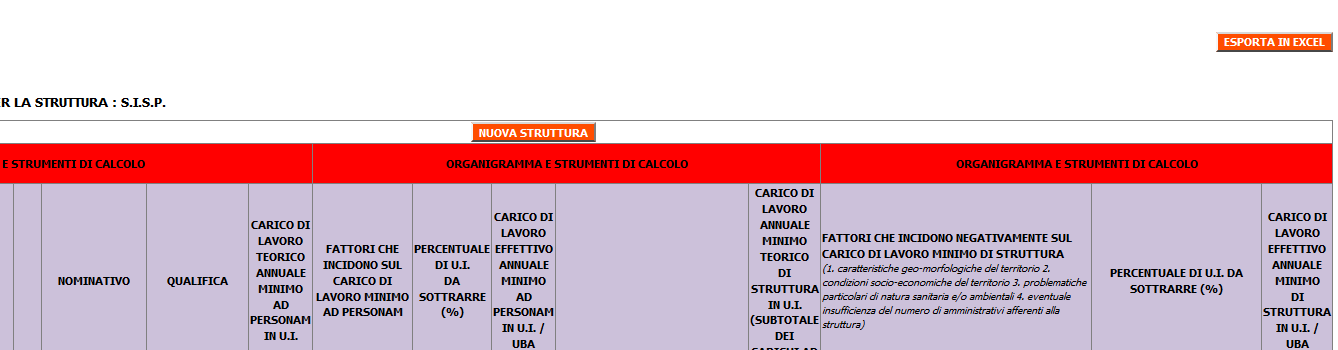 ESPORTA IN EXCEL
ER LA STRUTTURA : S.I.S.P.
NUOVA STRUTTURA
E STRUMENTI DI CALCOLO
ORGANIGRAMMA E STRUMENTI DI CALCOLO
ORGANIGRAMMA E STRUMENTI DI CALCOLO
NOMINATIVO
QUALIFICA
CARICO DI
LAVORO
TEORICO
ANNUALE
MINIMO
AD
PERSONAM
IN U.I.
FATTORI CHE
INCIDONO SUL
CARICO DI
LAVORO MINIMO
AD PERSONAM
PERCENTUALE
DI U.I.
DA
SOTTRARRE
(%)
CARICO DI
LAVORO
EFFETTIVO
ANNUALE
MINIMO
AD
PERSONAM
IN U.I. /
UBA
CARICO DI
LAVORO
ANNUALE
MINIMO
TEORICO
DI
STRUTTURA
IN U.I.
(SUBTOTALE
DEI
CARICHI AD
FATTORI CHE INCIDONO NEGATIVAMENTE SUL
CARICO DI LAVORO MINIMO DI STRUTTURA
(1. caratteristiche geo-morfologiche del territorio 2.
condizioni socio-economiche del territorio 3. problematiche
particolari di natura sanitaria e/o ambientali 4. eventuale
insufficienza del numero di amministrativi afferenti alla
struttura)
PERCENTUALE DI U.I. DA
SOTTRARRE (%)
CARICO DI
LAVORO
EFFETTIVO
ANNUALE
MINIMO
DI
STRUTTURA
IN U.I. /
UBA